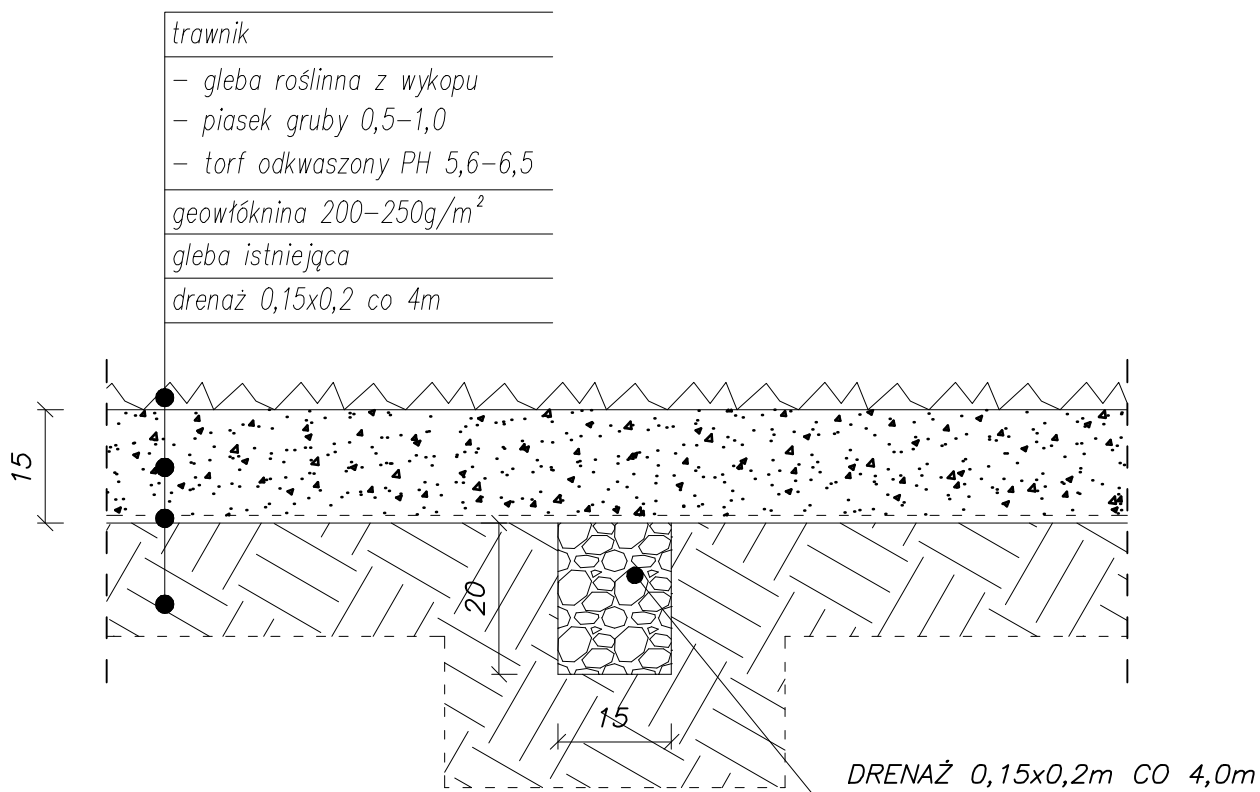 trawnik
- gleba roślinna z wykopu
- piasek gruby 0,5-1,0
- torf odkwaszony PH 5,6-6,5
geowłóknina 200-250g/m²
gleba istniejąca
drenaż 0,15x0,2 co 4m
15
20
15
DRENAŻ 0,15x0,2m CO 4,0m